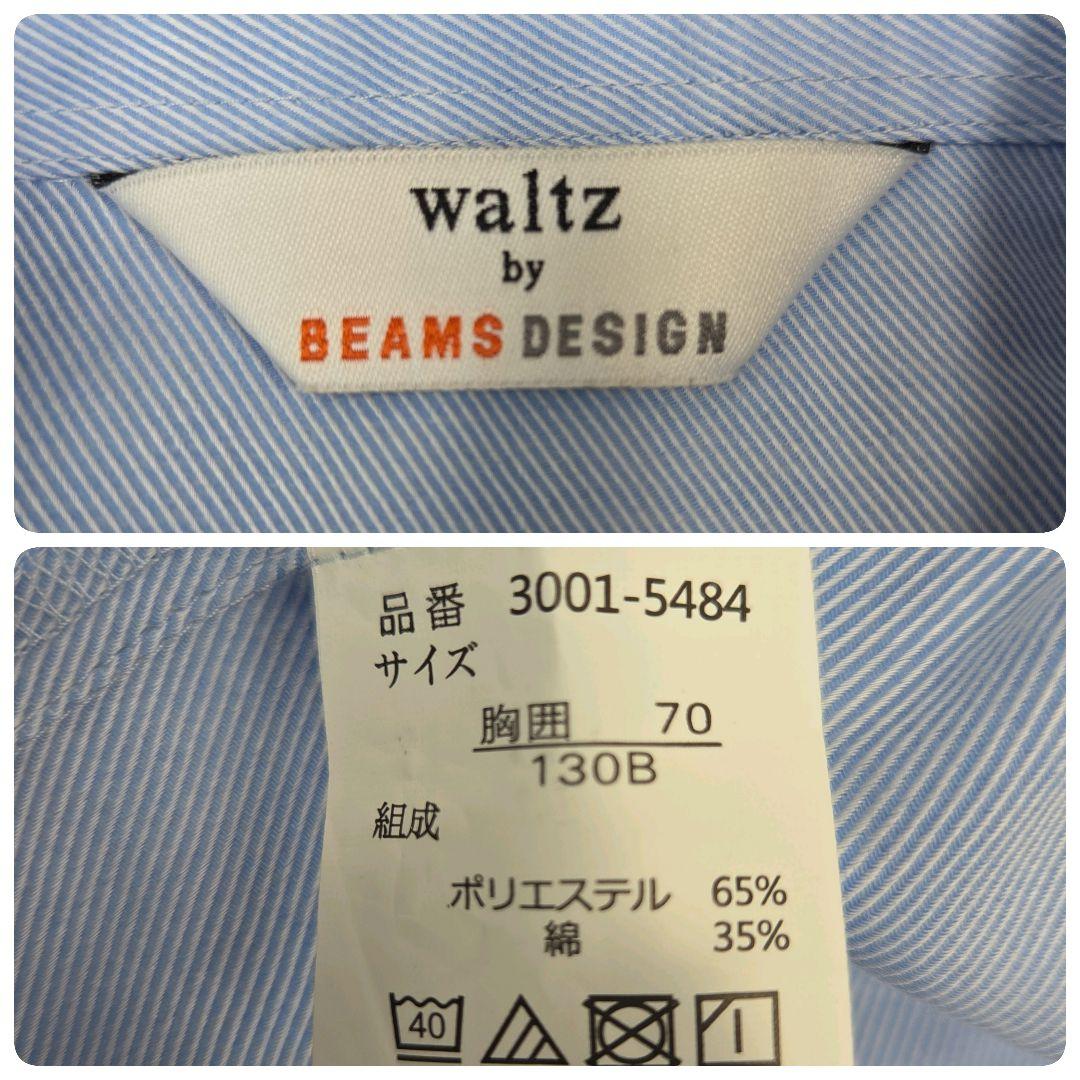 waltz
by
BEAMS DESIGN
品番 3001-5484
サイズ
胸囲 70
130B
組成
ポリエステル 65%
綿 35%
40